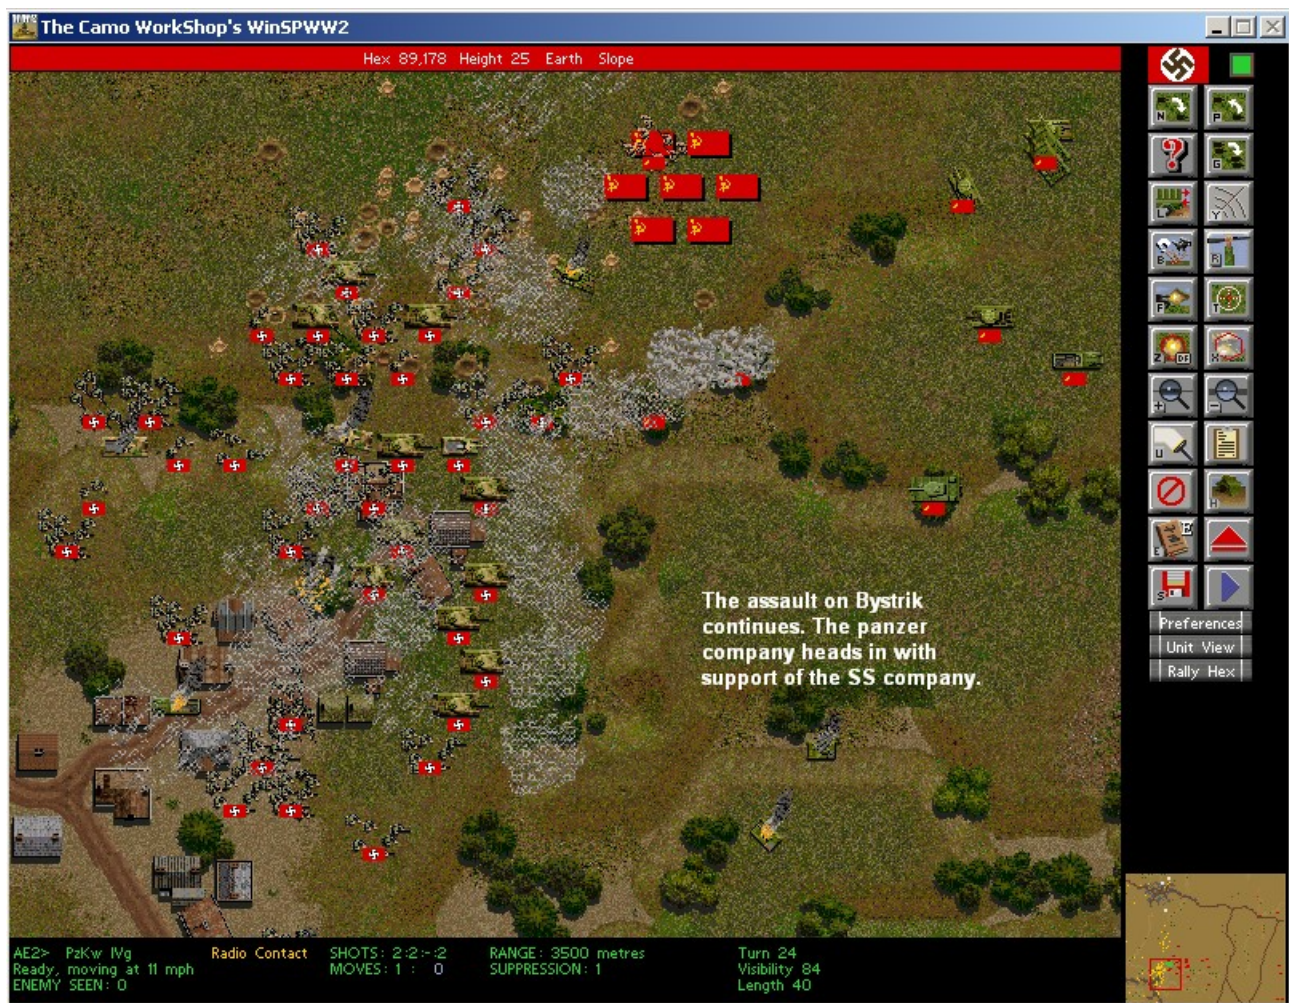 The Camo WorkShop's WinSPWW2
Hex 89,178 Height 25 Earth Slope
N P
G
L Y
B R
F T
Z DF X
+ -
U
H
E
S
The assault on Bystrik
continues. The panzer
company heads in with
support of the SS company.
Preferences
Unit View
Rally Hex
AE2> PzKw IVg Radio Contact SHOTS: 2:2:-:2 RANGE: 3500 metres Turn 24
Ready, moving at 11 mph MOVES: 1 : 0 SUPPRESSION: 1 Visibility 84
ENEMY SEEN: 0 Length 40